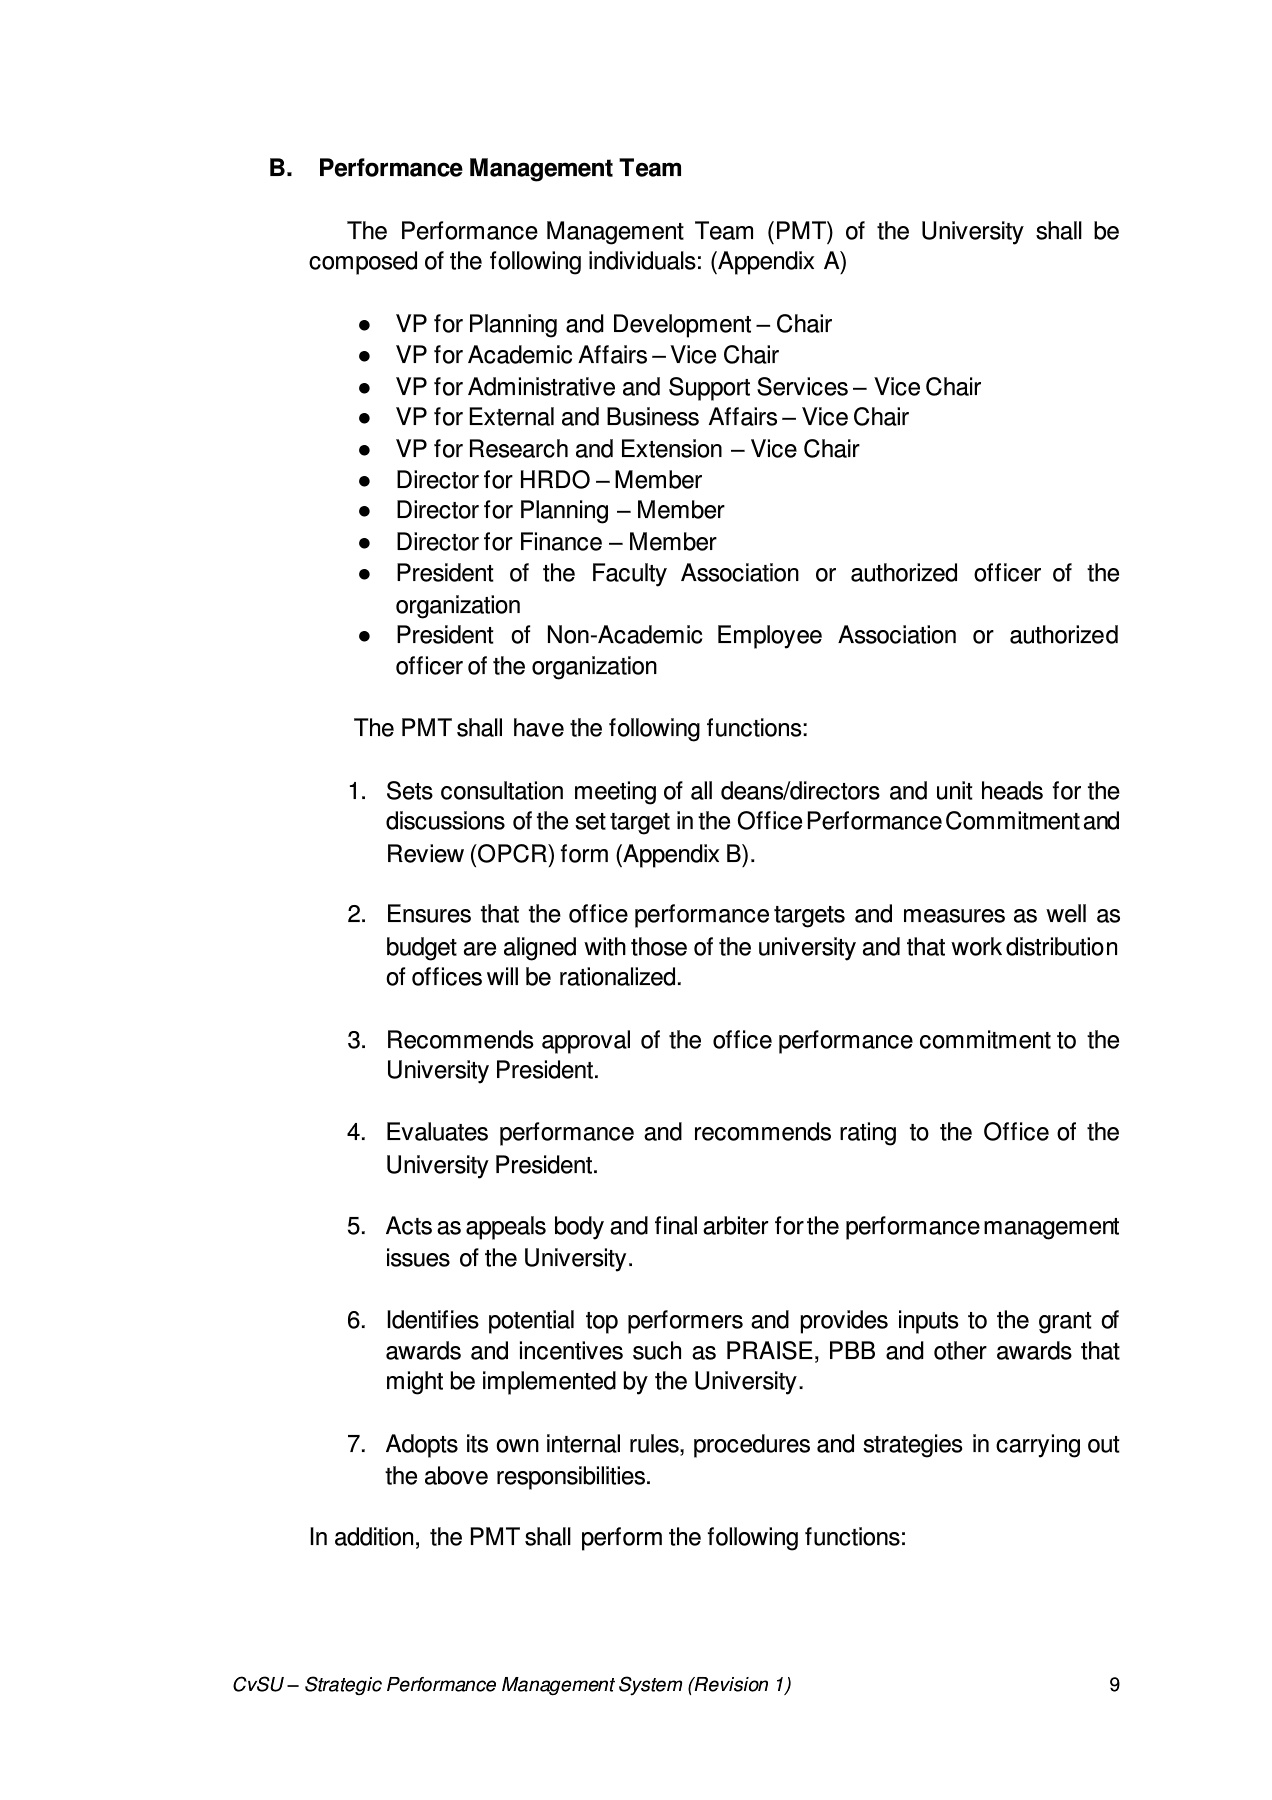 B. Performance Management Team
The Performance Management Team (PMT) of the University shall be
composed of the following individuals: (Appendix A)
● VP for Planning and Development – Chair
● VP for Academic Affairs – Vice Chair
● VP for Administrative and Support Services – Vice Chair
● VP for External and Business Affairs – Vice Chair
● VP for Research and Extension – Vice Chair
● Director for HRDO – Member
● Director for Planning – Member
● Director for Finance – Member
● President of the Faculty Association or authorized officer of the
organization
● President of Non-Academic Employee Association or authorized
officer of the organization
The PMT shall have the following functions:
1. Sets consultation meeting of all deans/directors and unit heads for the
discussions of the set target in the Office Performance Commitment and
Review (OPCR) form (Appendix B).
2. Ensures that the office performance targets and measures as well as
budget are aligned with those of the university and that work distribution
of offices will be rationalized.
3. Recommends approval of the office performance commitment to the
University President.
4. Evaluates performance and recommends rating to the Office of the
University President.
5. Acts as appeals body and final arbiter for the performance management
issues of the University.
6. Identifies potential top performers and provides inputs to the grant of
awards and incentives such as PRAISE, PBB and other awards that
might be implemented by the University.
7. Adopts its own internal rules, procedures and strategies in carrying out
the above responsibilities.
In addition, the PMT shall perform the following functions:
CvSU – Strategic Performance Management System (Revision 1) 9